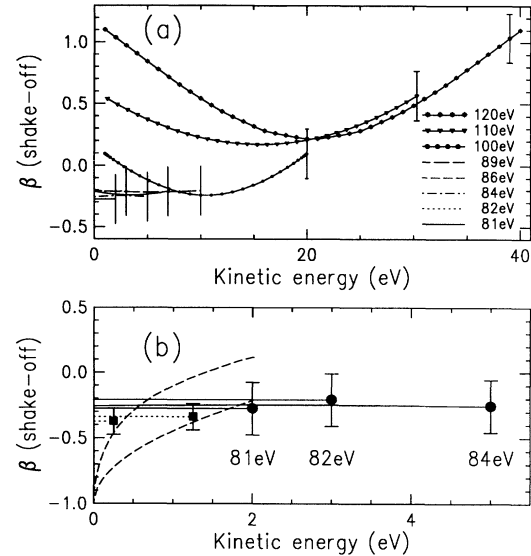 (a)
β (shake-off)
1.0
0.5
0.0
−0.5
120eV
110eV
100eV
89eV
86eV
84eV
82eV
81eV
0 20 40
Kinetic energy (eV)
(b)
β (shake-off)
0.5
0.0
−0.5
−1.0
81eV 82eV 84eV
0 2 4
Kinetic energy (eV)